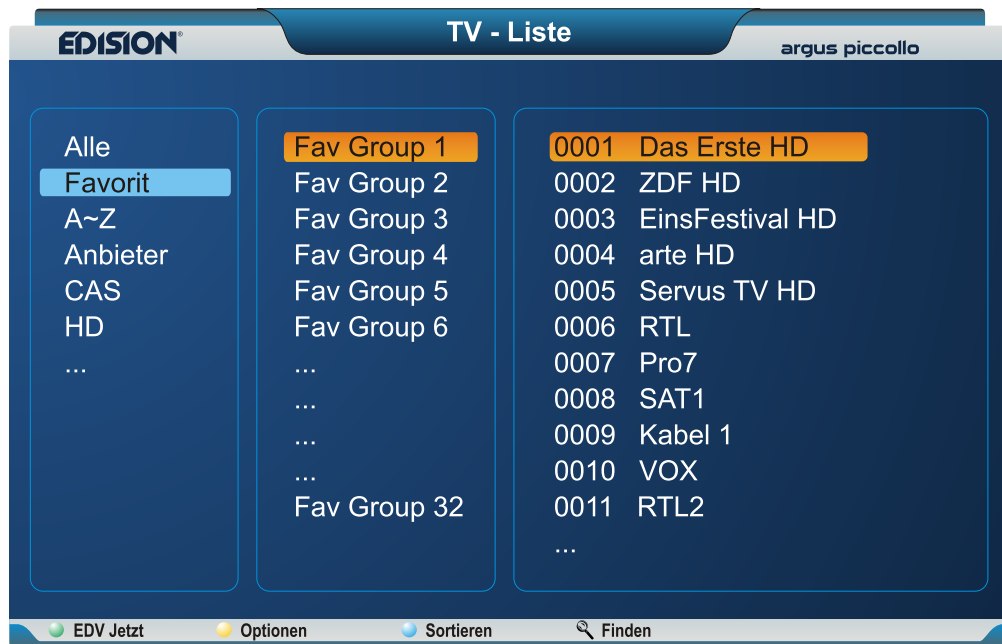 TV - Liste
EDISION®
argus piccollo
Alle
Favorit
A~Z
Anbieter
CAS
HD
...
Fav Group 1
Fav Group 2
Fav Group 3
Fav Group 4
Fav Group 5
Fav Group 6
...
...
...
...
Fav Group 32
0001 Das Erste HD
0002 ZDF HD
0003 EinsFestival HD
0004 arte HD
0005 Servus TV HD
0006 RTL
0007 Pro7
0008 SAT1
0009 Kabel 1
0010 VOX
0011 RTL2
...
EDV Jetzt Optionen Sortieren Finden